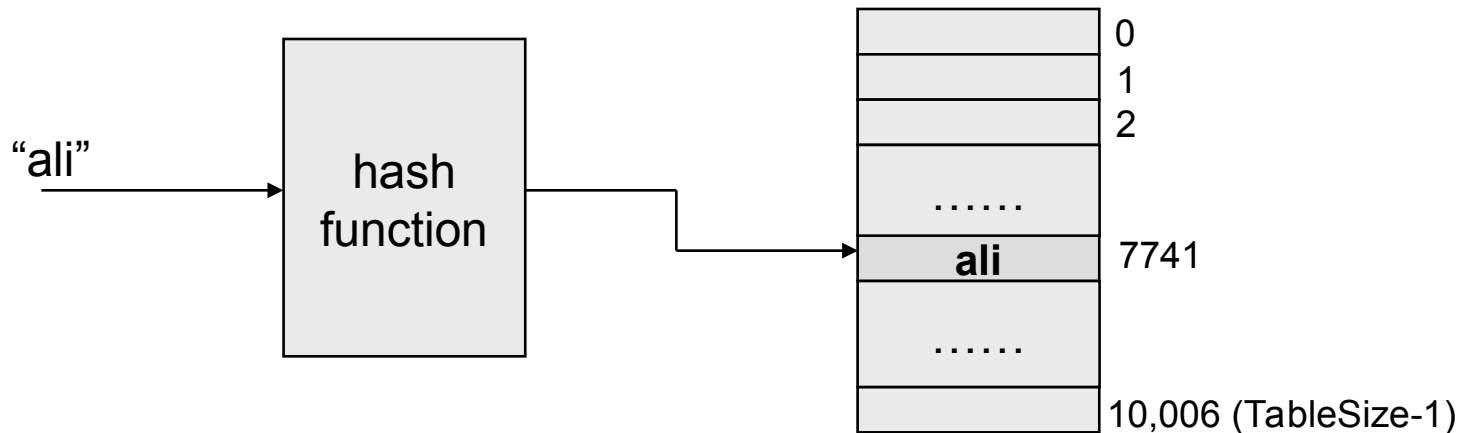 “ali”
hash
function
0
1
2
......
ali
7741
......
10,006 (TableSize-1)